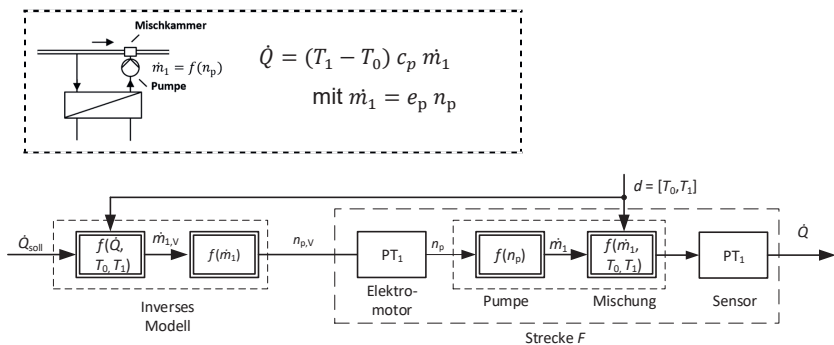 Mischkammer
ṁ₁ = f(nₚ)
Pumpe
Q̇ = (T₁ − T₀) cₚ ṁ₁
mit ṁ₁ = eₚ nₚ
d = [T₀,T₁]
Q̇soll
f(Q̇,
T₀,T₁)
ṁ₁,V
f(ṁ₁)
nₚ,V
PT₁
nₚ
f(nₚ)
ṁ₁
f(ṁ₁,
T₀,T₁)
PT₁
Q̇
Inverses
Modell
Elektro-
motor
Pumpe
Mischung
Sensor
Strecke F